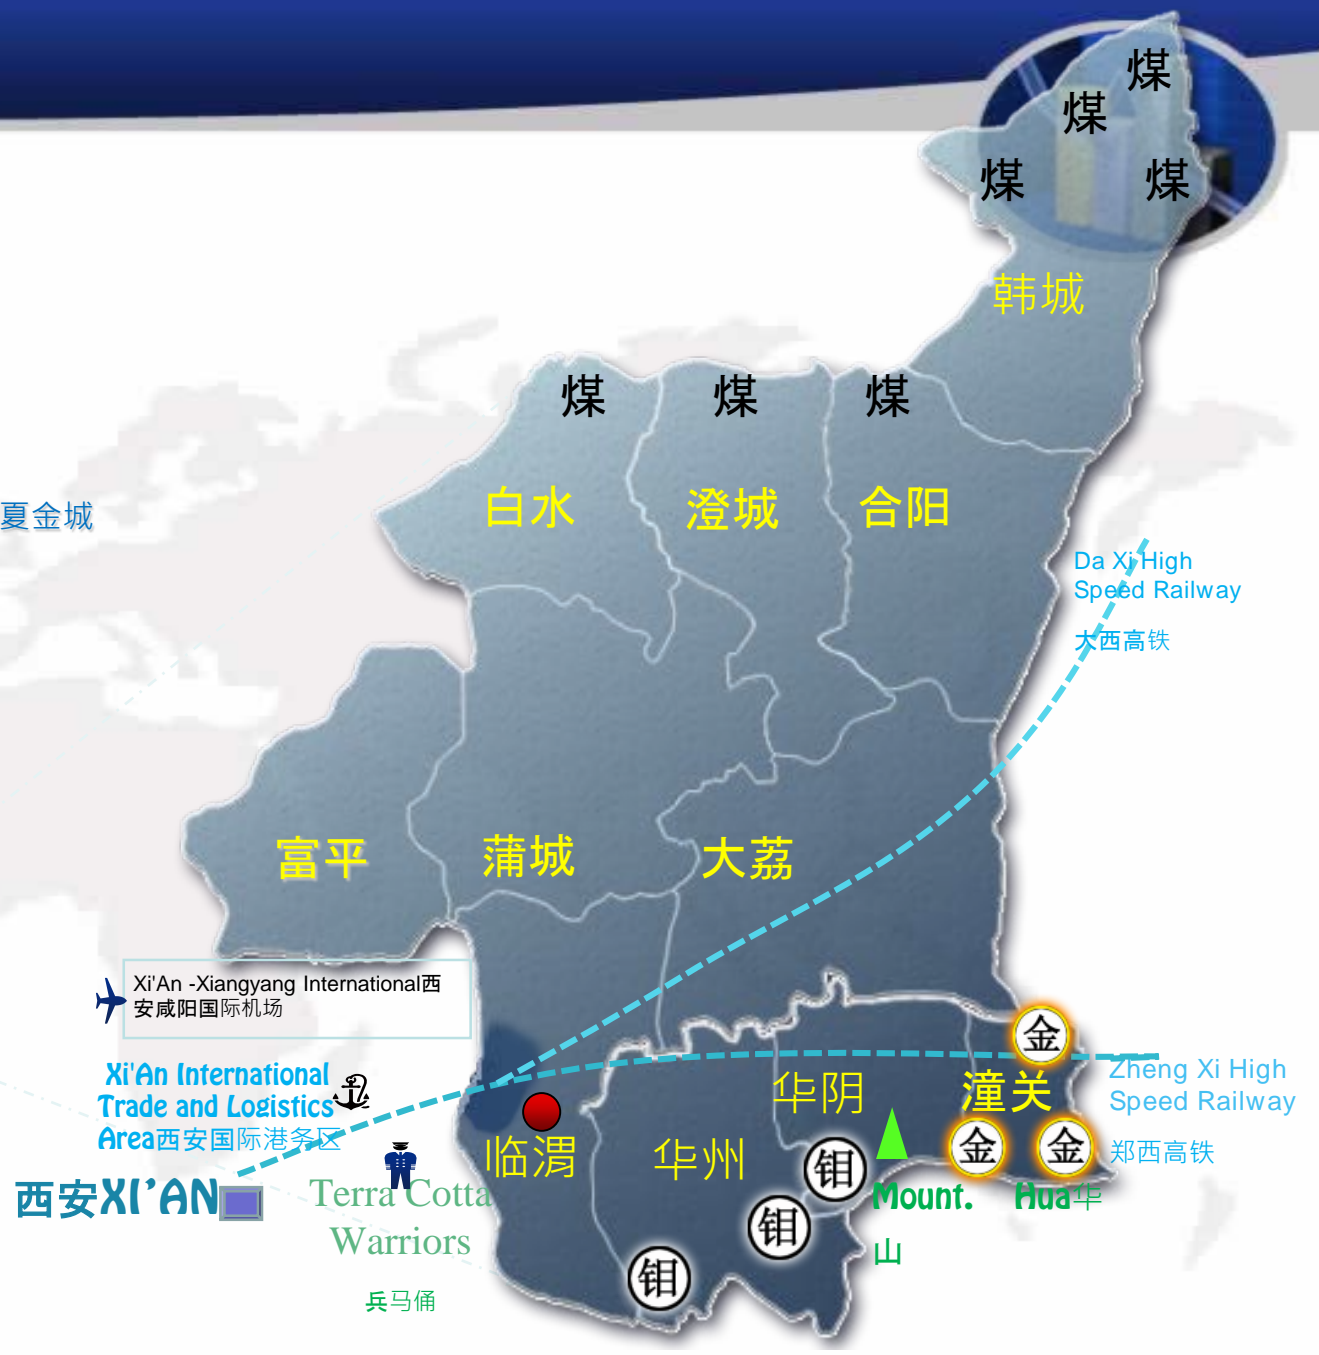 煤
煤
煤
煤
韩城
煤
煤
煤
白水
澄城
合阳
夏金城
Da Xi High
Speed Railway
大西高铁
富平
蒲城
大荔
Xi'An -Xiangyang International西
安咸阳国际机场
金
Xi'An International
Trade and Logistics
Area西安国际港务区
Zheng Xi High
Speed Railway
郑西高铁
华阴
潼关
金
金
临渭
华州
钼
钼
钼
西安XI'AN
Terra Cotta
Warriors
兵马俑
Mount. Hua华
山